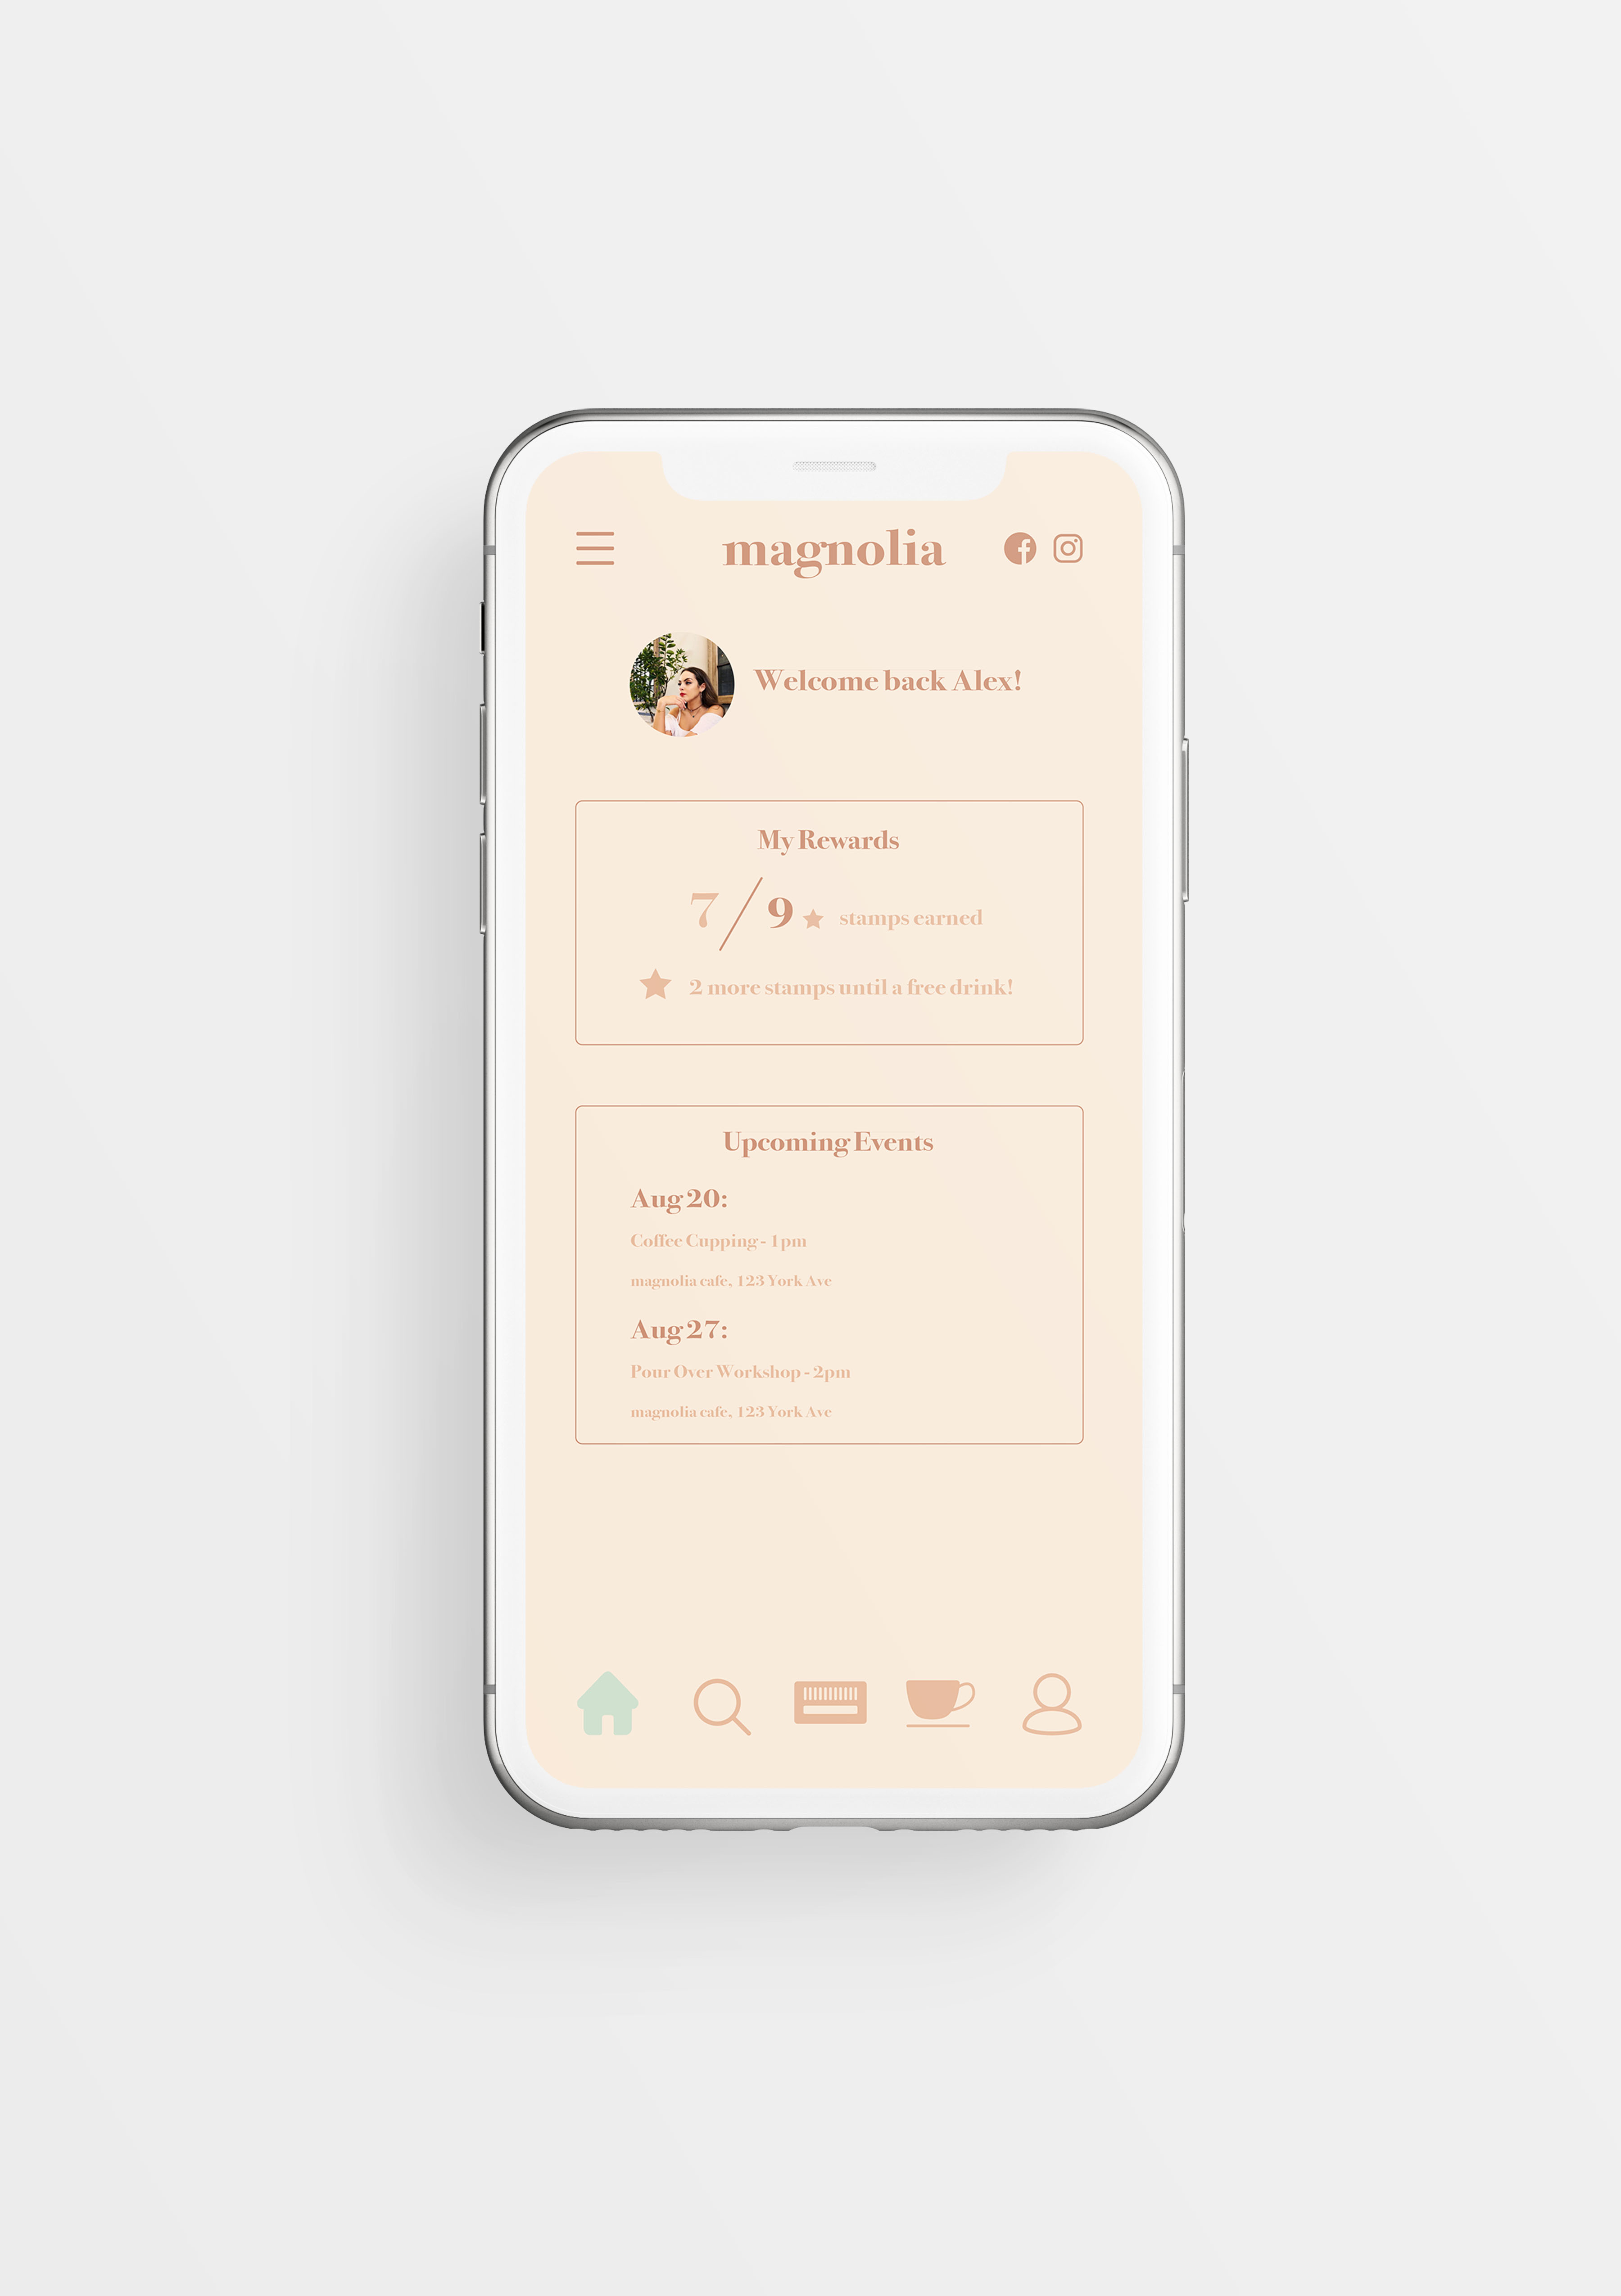 magnolia
Welcome back Alex!
My Rewards
7/9 stamps earned
2 more stamps until a free drink!
Upcoming Events
Aug 20:
Coffee Cupping - 1pm
magnolia cafe, 123 York Ave
Aug 27:
Pour Over Workshop - 2pm
magnolia cafe, 123 York Ave